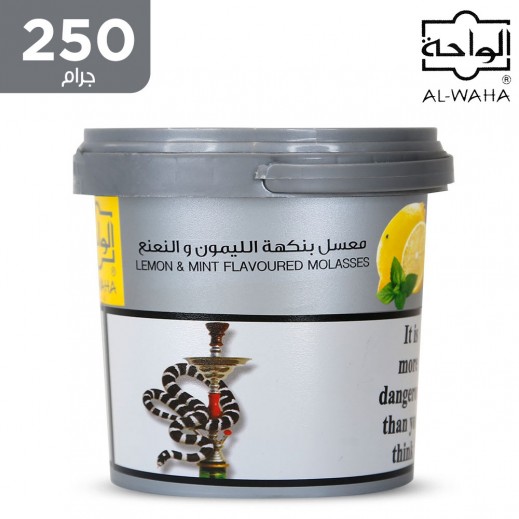 250
جرام
الواحة
®
AL-WAHA
معسل بنكهة الليمون و النعنع
LEMON & MINT FLAVOURED MOLASSES
It is
more
dangerous
than you
think